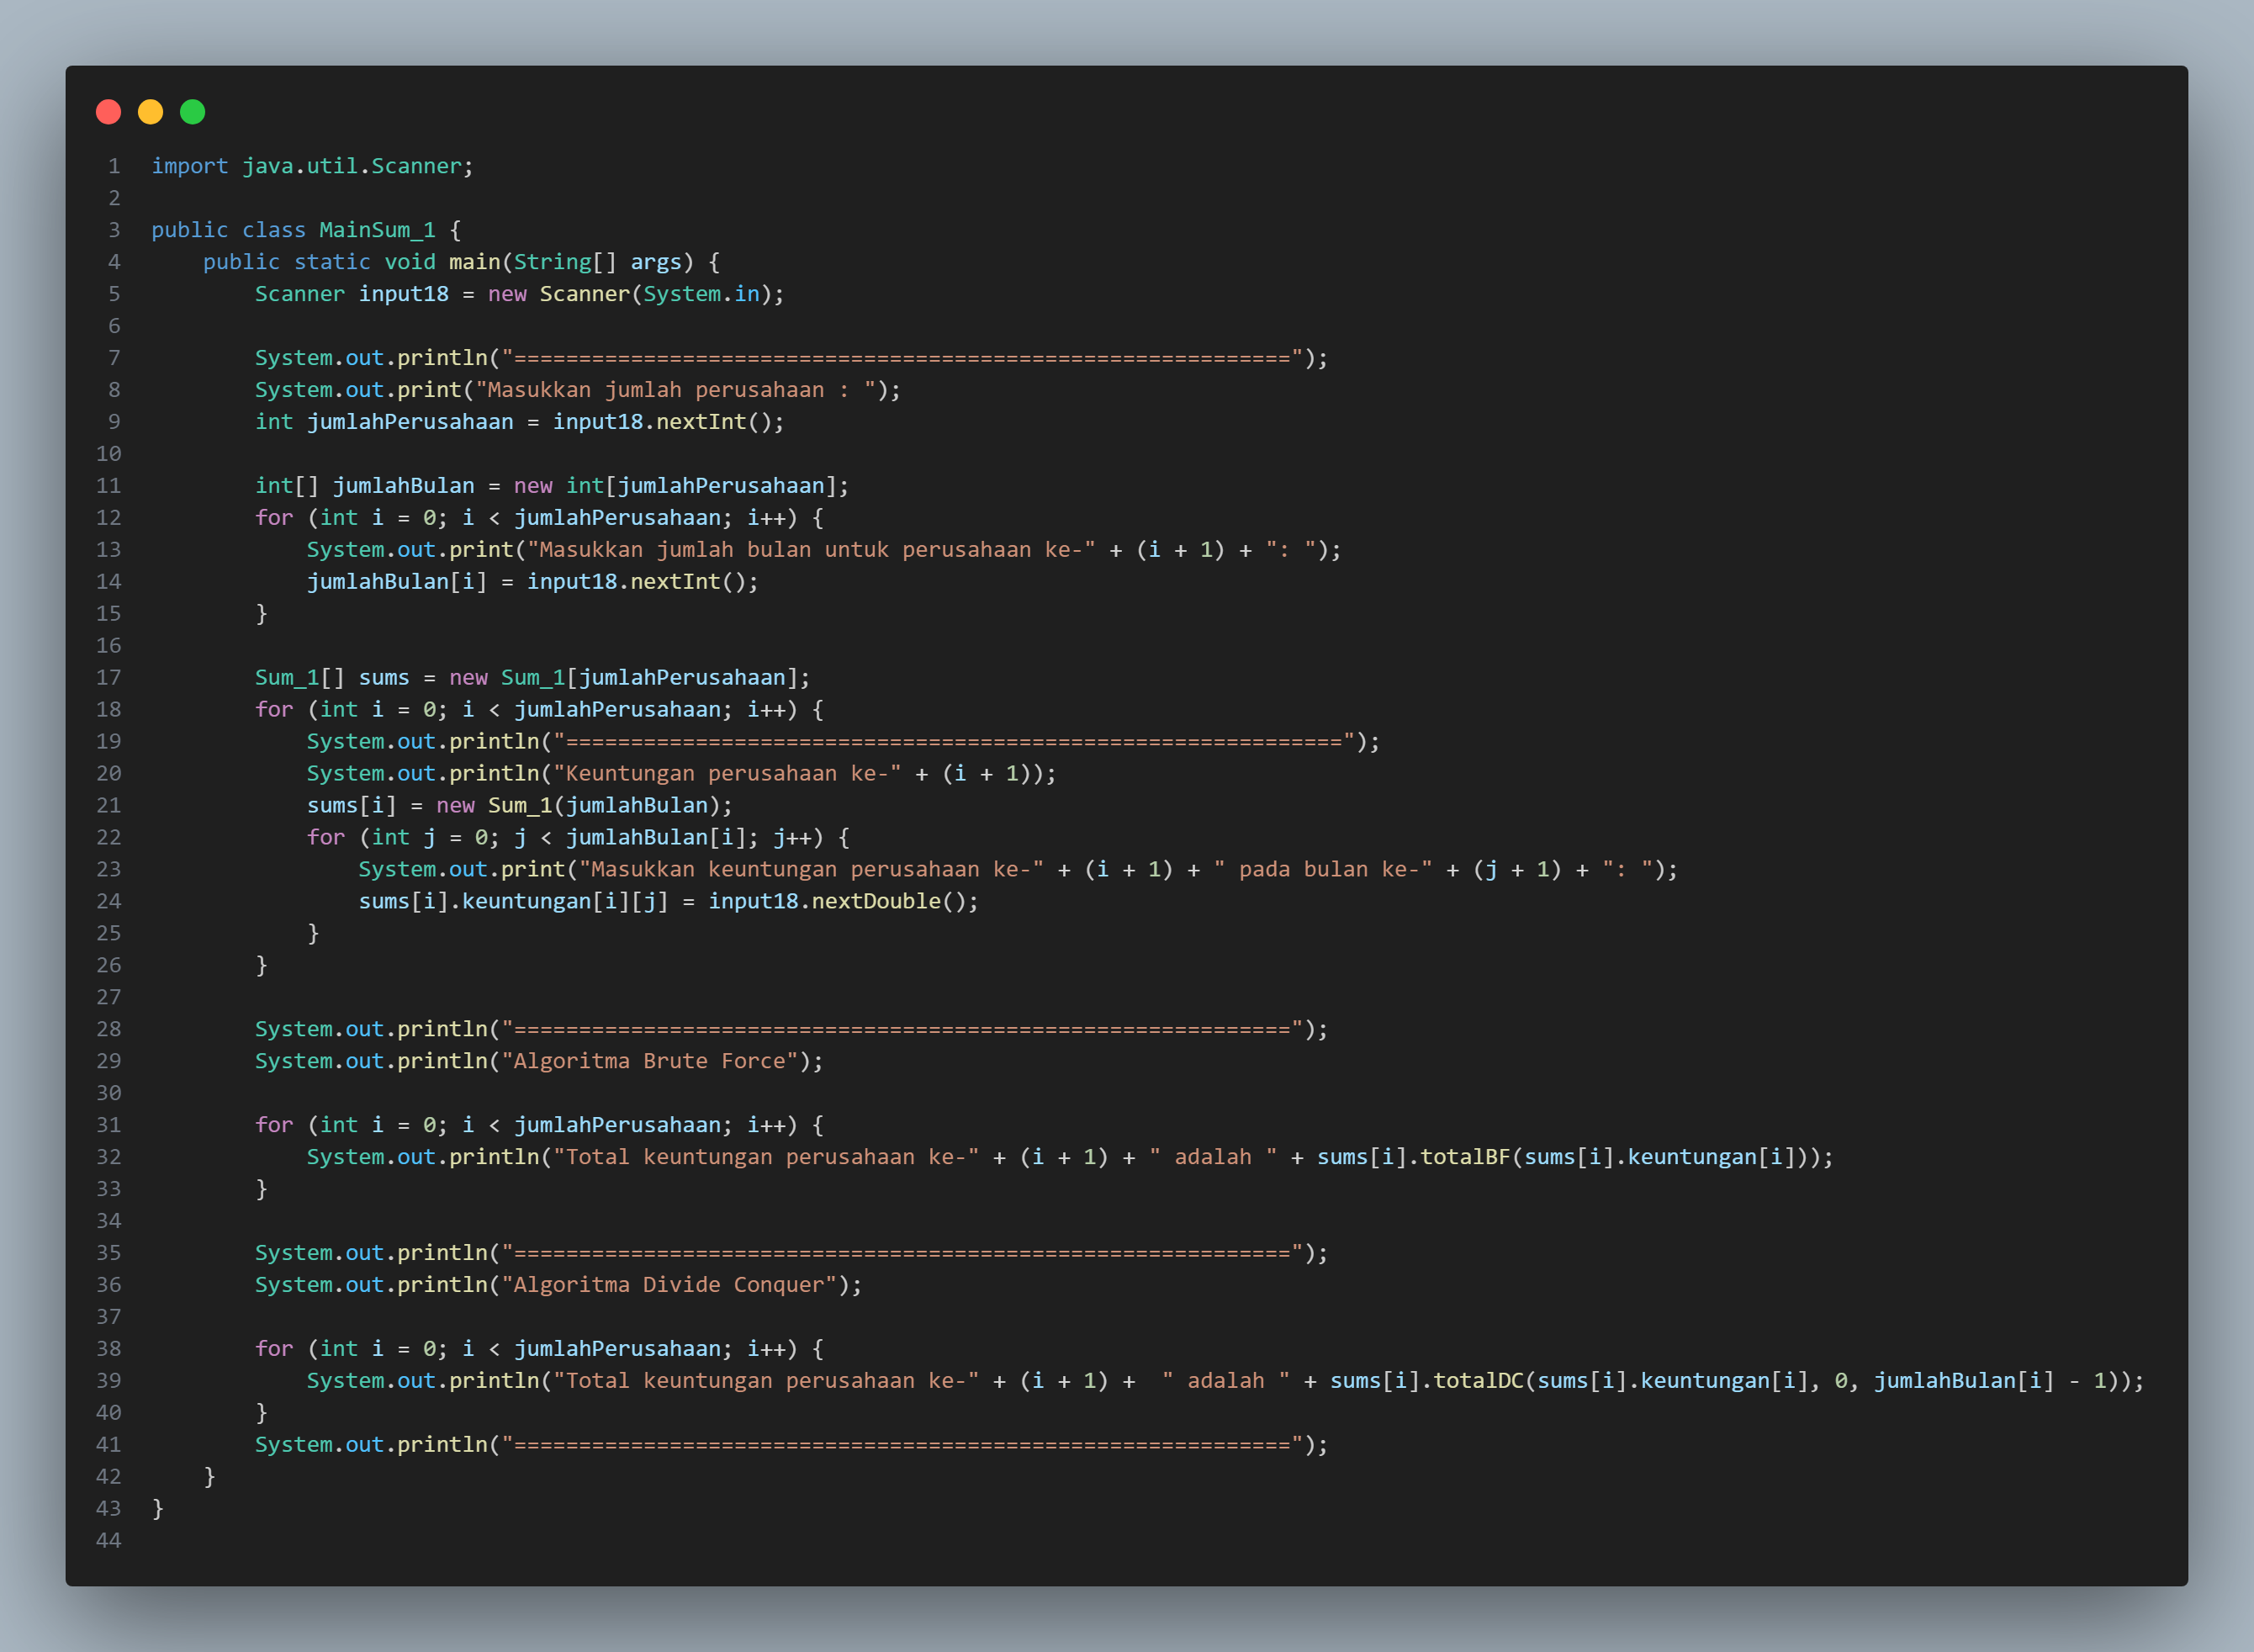 1 import java.util.Scanner;
2
3 public class MainSum_1 {
4     public static void main(String[] args) {
5         Scanner input18 = new Scanner(System.in);
6
7         System.out.println("============================================================");
8         System.out.print("Masukkan jumlah perusahaan : ");
9         int jumlahPerusahaan = input18.nextInt();
10
11         int[] jumlahBulan = new int[jumlahPerusahaan];
12         for (int i = 0; i < jumlahPerusahaan; i++) {
13             System.out.print("Masukkan jumlah bulan untuk perusahaan ke-" + (i + 1) + ": ");
14             jumlahBulan[i] = input18.nextInt();
15         }
16
17         Sum_1[] sums = new Sum_1[jumlahPerusahaan];
18         for (int i = 0; i < jumlahPerusahaan; i++) {
19             System.out.println("============================================================");
20             System.out.println("Keuntungan perusahaan ke-" + (i + 1));
21             sums[i] = new Sum_1(jumlahBulan);
22             for (int j = 0; j < jumlahBulan[i]; j++) {
23                 System.out.print("Masukkan keuntungan perusahaan ke-" + (i + 1) + " pada bulan ke-" + (j + 1) + ": ");
24                 sums[i].keuntungan[i][j] = input18.nextDouble();
25             }
26         }
27
28         System.out.println("============================================================");
29         System.out.println("Algoritma Brute Force");
30
31         for (int i = 0; i < jumlahPerusahaan; i++) {
32             System.out.println("Total keuntungan perusahaan ke-" + (i + 1) + " adalah " + sums[i].totalBF(sums[i].keuntungan[i]));
33         }
34
35         System.out.println("============================================================");
36         System.out.println("Algoritma Divide Conquer");
37
38         for (int i = 0; i < jumlahPerusahaan; i++) {
39             System.out.println("Total keuntungan perusahaan ke-" + (i + 1) +  " adalah " + sums[i].totalDC(sums[i].keuntungan[i], 0, jumlahBulan[i] - 1));
40         }
41         System.out.println("============================================================");
42     }
43 }
44